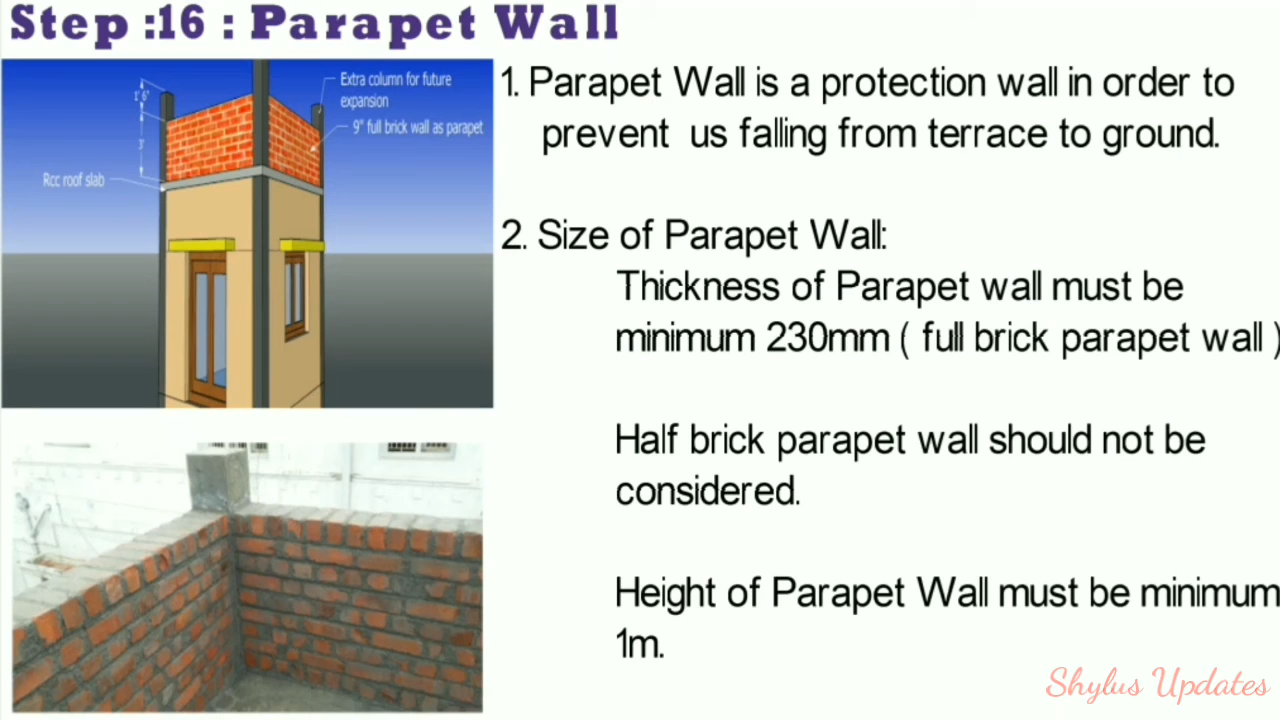 Step :16 : Parapet Wall
1' 6"
3'
Extra column for future
expansion
9" full brick wall as parapet
Rcc roof slab
1. Parapet Wall is a protection wall in order to
prevent us falling from terrace to ground.
2. Size of Parapet Wall:
Thickness of Parapet wall must be
minimum 230mm ( full brick parapet wall )
Half brick parapet wall should not be
considered.
Height of Parapet Wall must be minimum
1m.
Shylus Updates